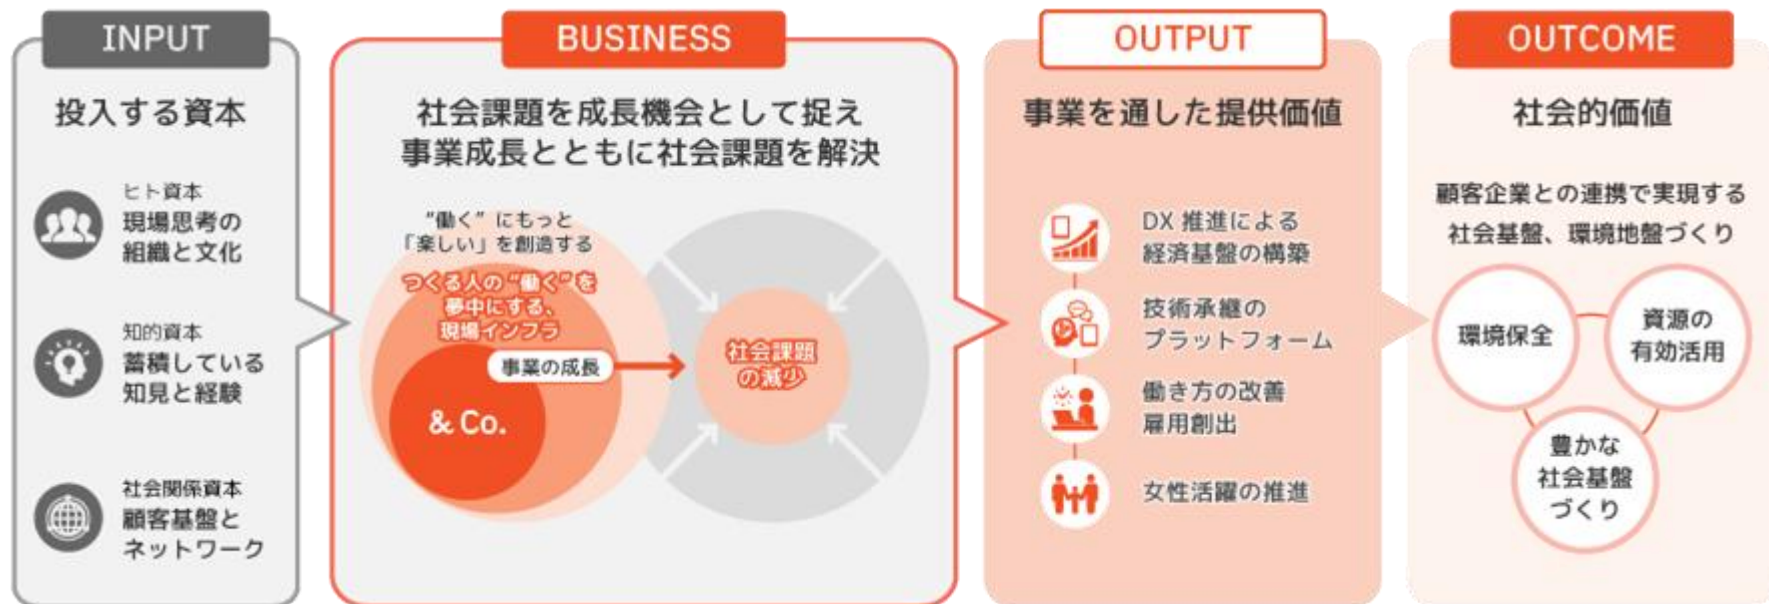 INPUT
投入する資本
ヒト資本
現場思考の
組織と文化
知的資本
蓄積している
知見と経験
社会関係資本
顧客基盤と
ネットワーク
BUSINESS
社会課題を成長機会として捉え
事業成長とともに社会課題を解決
“働く”にもっと
「楽しい」を創造する
つくる人の“働く”を
夢中にする、
現場インフラ
事業の成長
& Co.
社会課題
の減少
OUTPUT
事業を通した提供価値
DX 推進による
経済基盤の構築
技術承継の
プラットフォーム
働き方の改善
雇用創出
女性活躍の推進
OUTCOME
社会的価値
顧客企業との連携で実現する
社会基盤、環境地盤づくり
環境保全
資源の
有効活用
豊かな
社会基盤
づくり